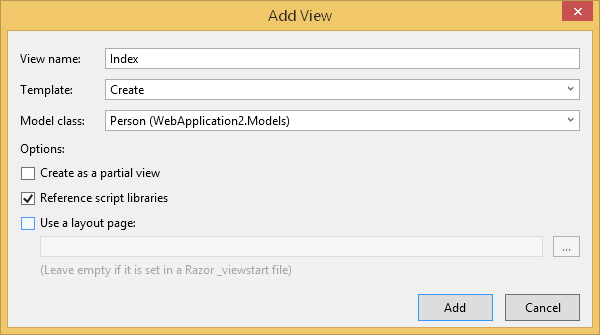 Add View
View name: Index
Template: Create
Model class: Person (WebApplication2.Models)
Options:
Create as a partial view
Reference script libraries
Use a layout page:
...
(Leave empty if it is set in a Razor _viewstart file)
Add Cancel